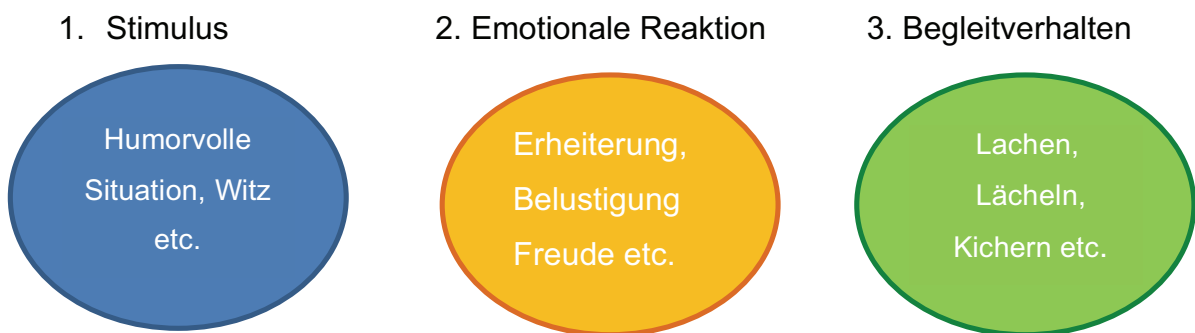 1. Stimulus
2. Emotionale Reaktion
3. Begleitverhalten
Humorvolle
Situation, Witz
etc.
Erheiterung,
Belustigung
Freude etc.
Lachen,
Lächeln,
Kichern etc.